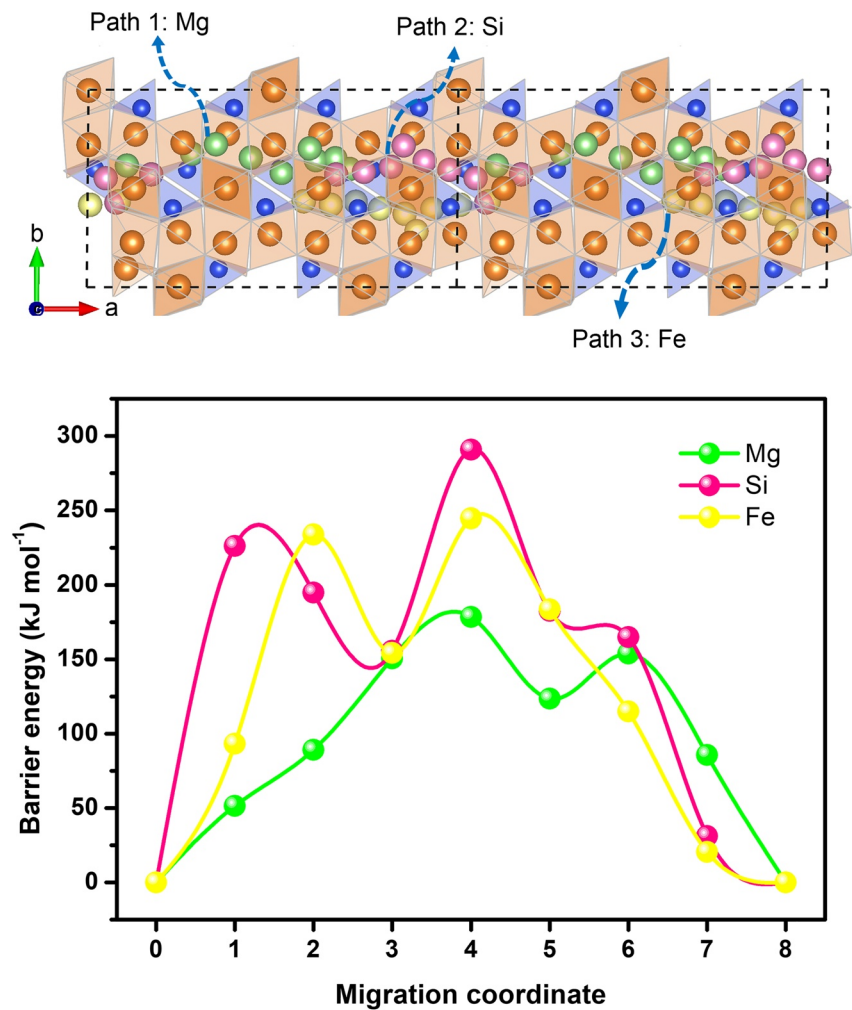 Path 1: Mg
Path 2: Si
b
c
a
Path 3: Fe
Barrier energy (kJ mol⁻¹)
300
250
200
150
100
50
0
Mg
Si
Fe
0 1 2 3 4 5 6 7 8
Migration coordinate